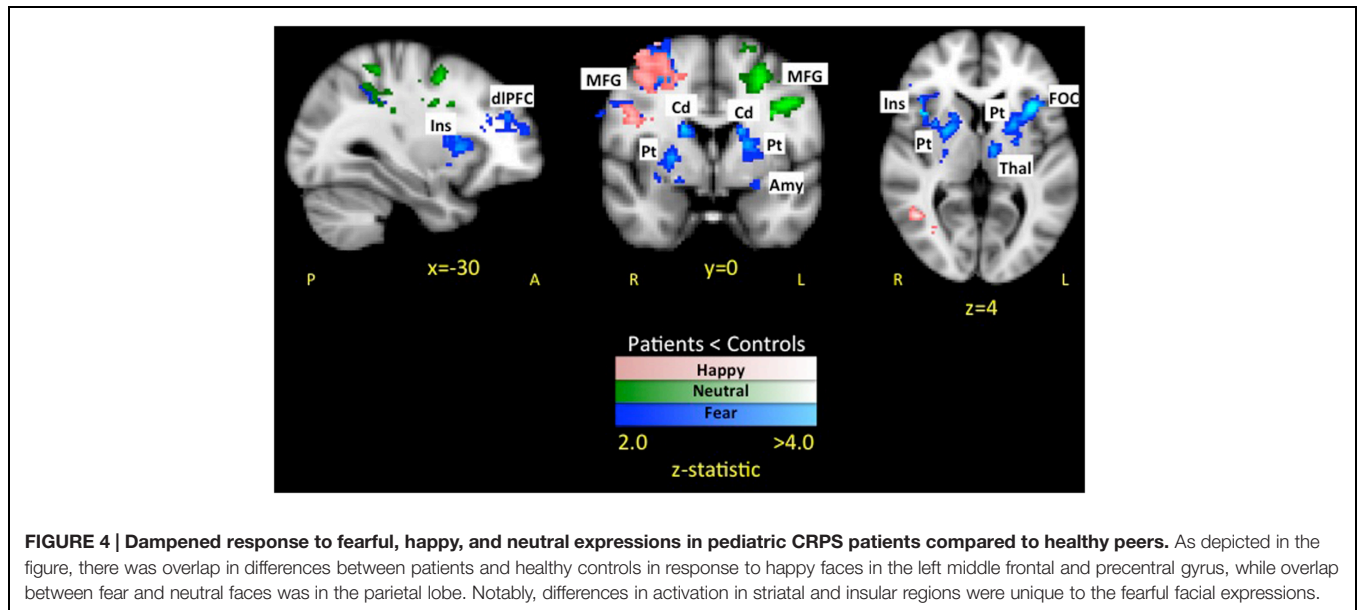 MFG
MFG
dlPFC
Cd
Cd
Ins
FOC
Ins
Pt
Pt
Pt
Pt
Thal
Amy
x=-30
y=0
P
A
R
L
R
L
z=4
Patients < Controls
Happy
Neutral
Fear
2.0 >4.0
z-statistic
FIGURE 4 | Dampened response to fearful, happy, and neutral expressions in pediatric CRPS patients compared to healthy peers. As depicted in the
figure, there was overlap in differences between patients and healthy controls in response to happy faces in the left middle frontal and precentral gyrus, while overlap
between fear and neutral faces was in the parietal lobe. Notably, differences in activation in striatal and insular regions were unique to the fearful facial expressions.